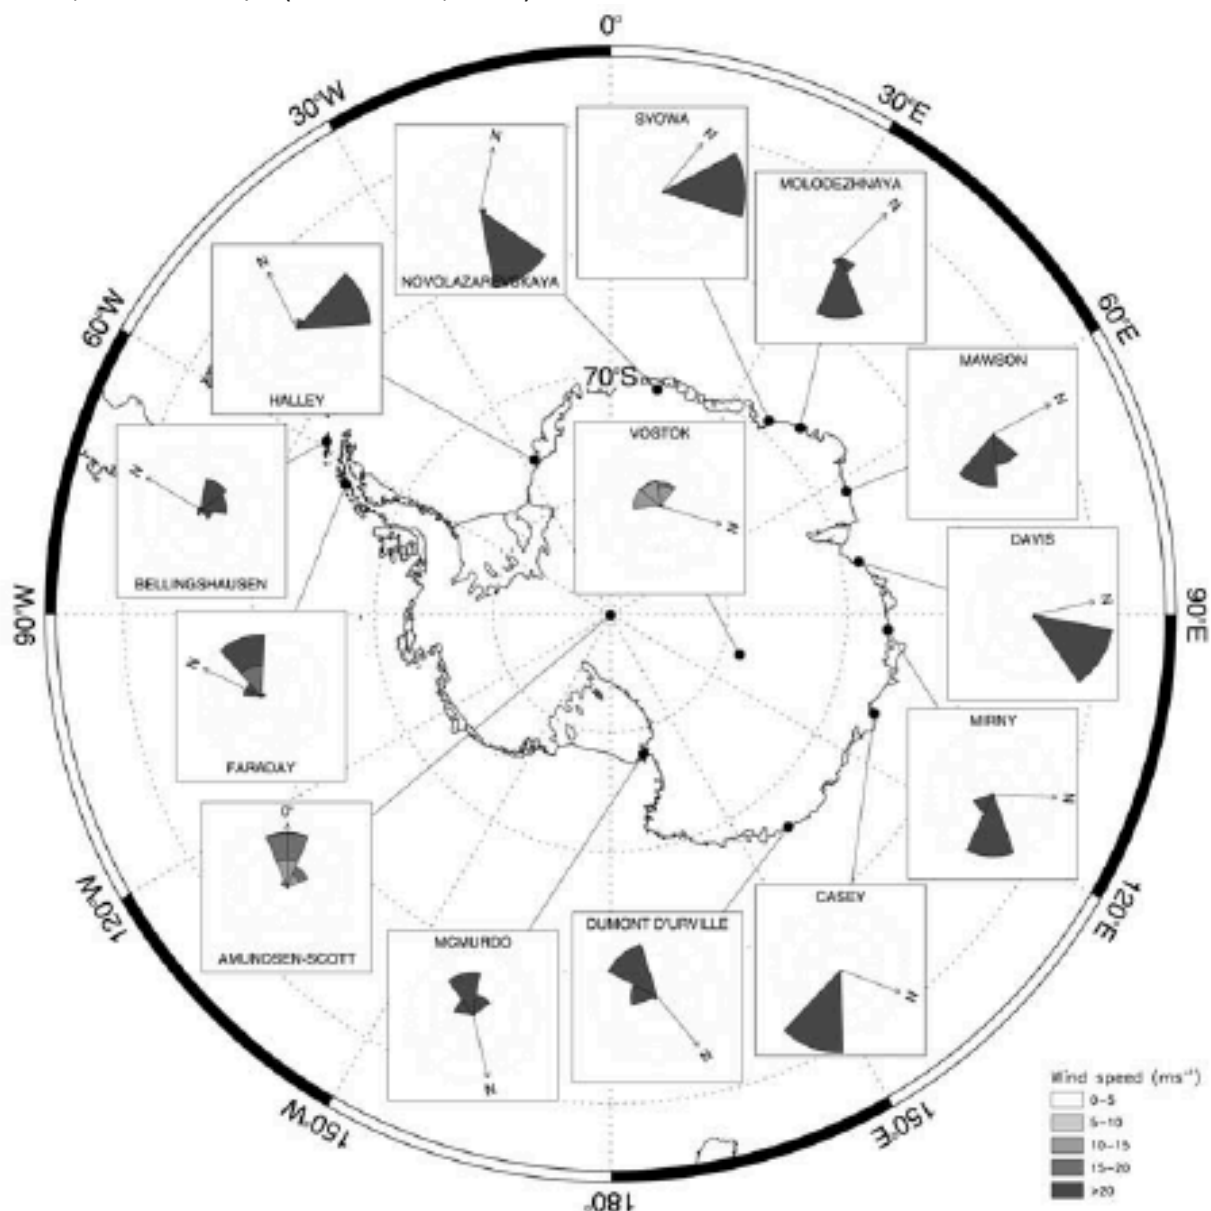 0°
30°W
30°E
SYOWA
MOLODEZHNAYA
N
N
N
NOVOLAZAREVSKAYA
N
HALLEY
60°W
60°E
MAWSON
N
70°S
VOSTOK
N
N
BELLINGSHAUSEN
DAVIS
N
90°W
90°E
N
FARADAY
MIRNY
N
0°
AMUNDSEN-SCOTT
120°W
120°E
MCMURDO
N
DUMONT D'URVILLE
N
CASEY
N
150°W
150°E
180°
Wind speed (ms⁻¹)
0-5
5-10
10-15
15-20
>20